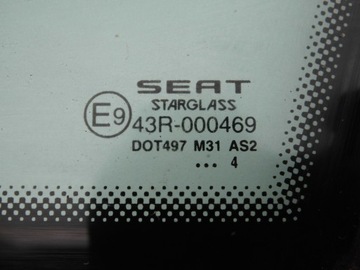 SEAT
STARGLASS
E9 43R-000469
DOT497 M31 AS2
... 4